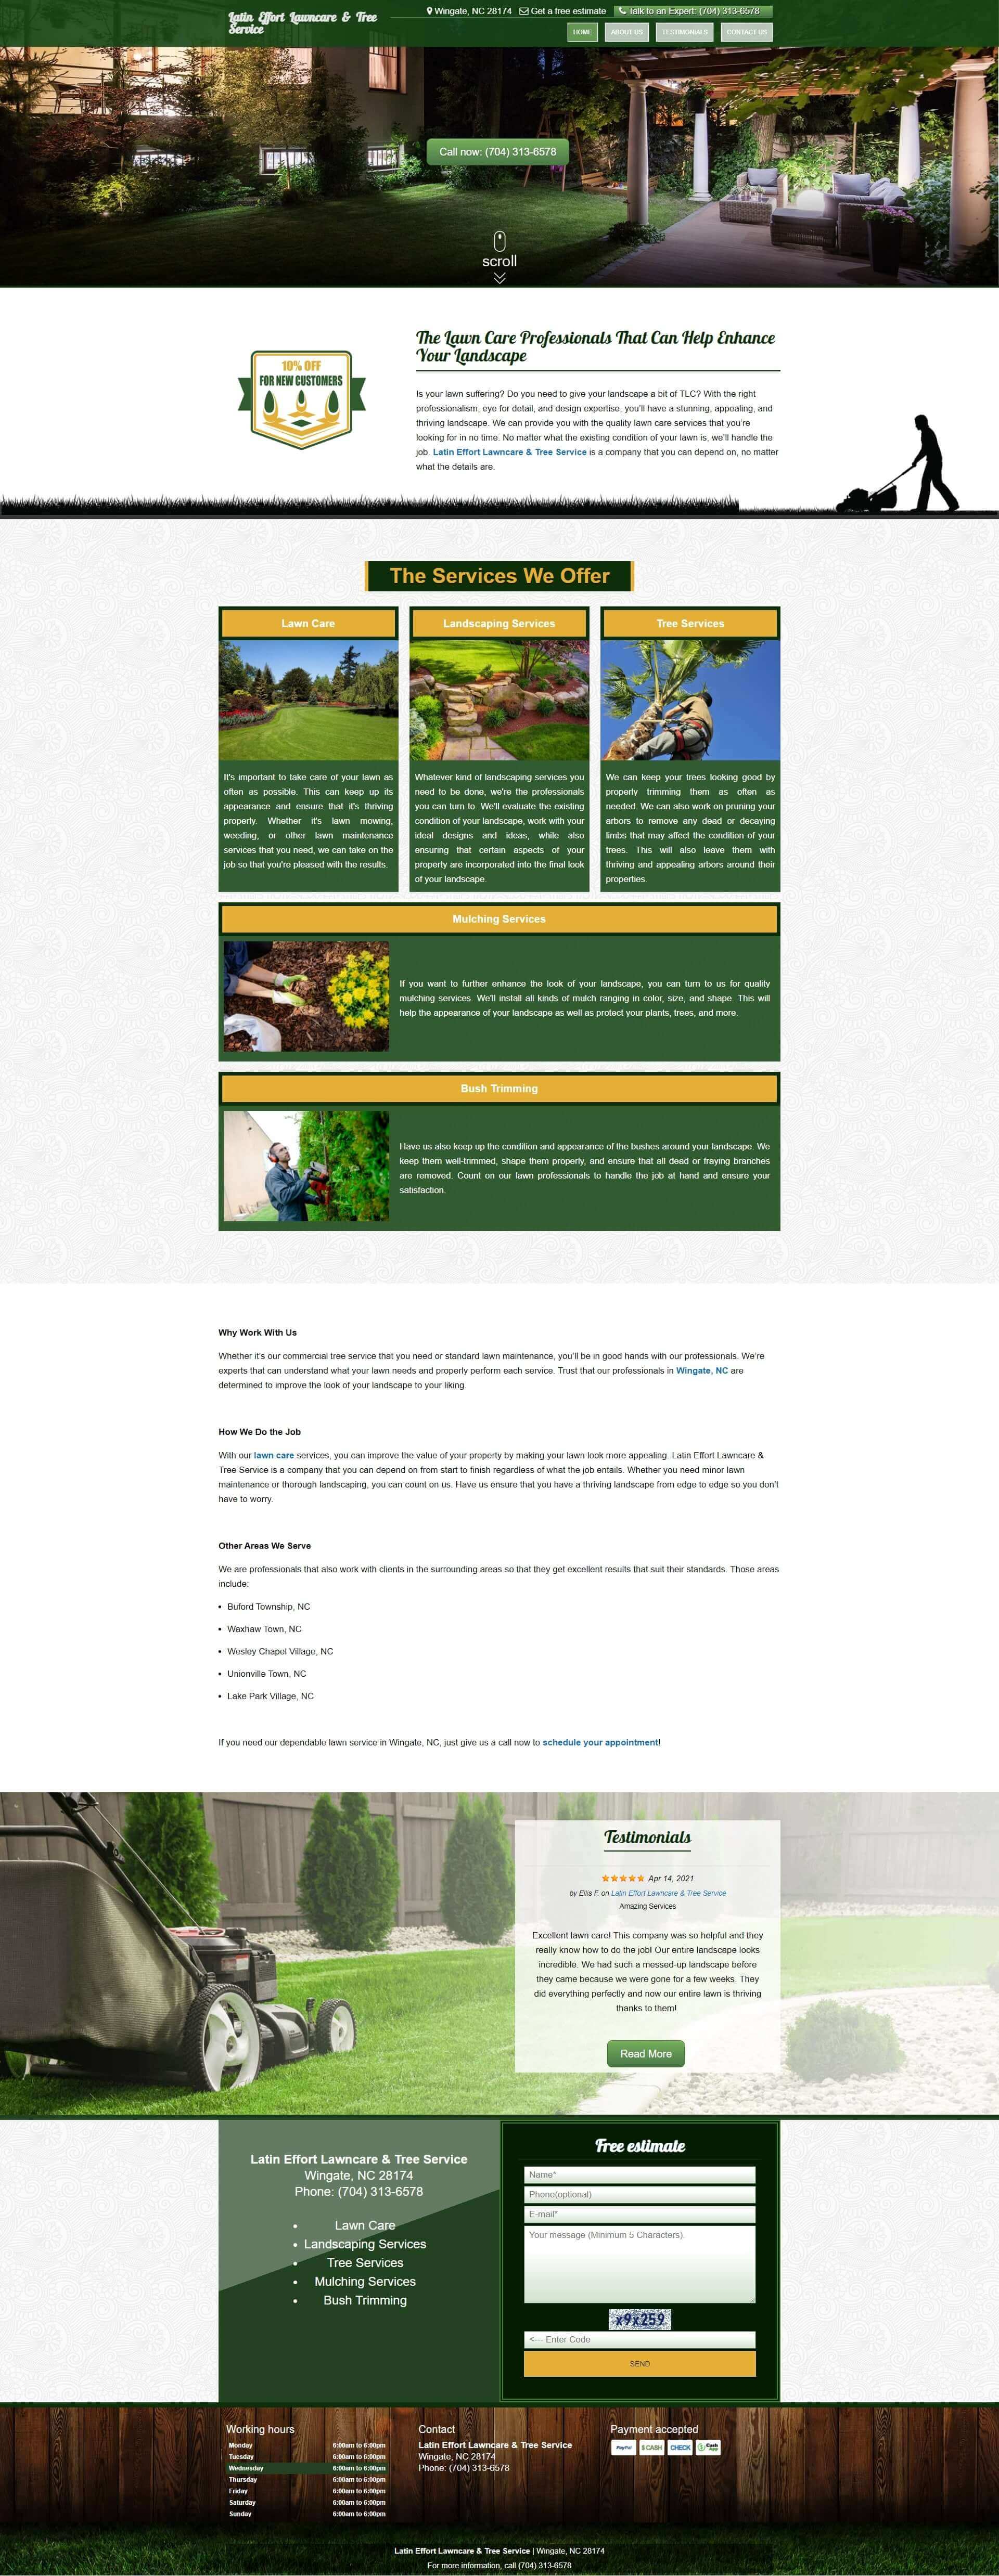 Latin Effort Lawncare & Tree
Service
Wingate, NC 28174
Get a free estimate
Talk to an Expert: (704) 313-6578
HOME
ABOUT US
TESTIMONIALS
CONTACT US
Call now: (704) 313-6578
scroll
10% OFF
FOR NEW CUSTOMERS
The Lawn Care Professionals That Can Help Enhance
Your Landscape
Is your lawn suffering? Do you need to give your landscape a bit of TLC? With the right
professionalism, eye for detail, and design expertise, you'll have a stunning, appealing, and
thriving landscape. We can provide you with the quality lawn care services that you're
looking for in no time. No matter what the existing condition of your lawn is, we'll handle the
job. Latin Effort Lawncare & Tree Service is a company that you can depend on, no matter
what the details are.
The Services We Offer
Lawn Care
It's important to take care of your lawn as
often as possible. This can keep up its
appearance and ensure that it's thriving
properly. Whether it's lawn mowing,
weeding, or other lawn maintenance
services that you need, we can take on the
job so that you're pleased with the results.
Landscaping Services
Whatever kind of landscaping services you
need to be done, we're the professionals
you can turn to. We'll evaluate the existing
condition of your landscape, work with your
ideal designs and ideas, while also
ensuring that certain aspects of your
property are incorporated into the final look
of your landscape.
Tree Services
We can keep your trees looking good by
properly trimming them as often as
needed. We can also work on pruning your
arbors to remove any dead or decaying
limbs that may affect the condition of your
trees. This will also leave them with
thriving and appealing arbors around their
properties.
Mulching Services
If you want to further enhance the look of your landscape, you can turn to us for quality
mulching services. We'll install all kinds of mulch ranging in color, size, and shape. This will
help the appearance of your landscape as well as protect your plants, trees, and more.
Bush Trimming
Have us also keep up the condition and appearance of the bushes around your landscape. We
keep them well-trimmed, shape them properly, and ensure that all dead or fraying branches
are removed. Count on our lawn professionals to handle the job at hand and ensure your
satisfaction.
Why Work With Us
Whether it's our commercial tree service that you need or standard lawn maintenance, you'll be in good hands with our professionals. We're
experts that can understand what your lawn needs and properly perform each service. Trust that our professionals in Wingate, NC are
determined to improve the look of your landscape to your liking.
How We Do the Job
With our lawn care services, you can improve the value of your property by making your lawn look more appealing. Latin Effort Lawncare &
Tree Service is a company that you can depend on from start to finish regardless of what the job entails. Whether you need minor lawn
maintenance or thorough landscaping, you can count on us. Have us ensure that you have a thriving landscape from edge to edge so you don't
have to worry.
Other Areas We Serve
We are professionals that also work with clients in the surrounding areas so that they get excellent results that suit their standards. Those areas
include:
• Buford Township, NC
• Waxhaw Town, NC
• Wesley Chapel Village, NC
• Unionville Town, NC
• Lake Park Village, NC
If you need our dependable lawn service in Wingate, NC, just give us a call now to schedule your appointment!
Testimonials
Apr 14, 2021
by Ellis F. on Latin Effort Lawncare & Tree Service
Amazing Services
Excellent lawn care! This company was so helpful and they
really know how to do the job! Our entire landscape looks
incredible. We had such a messed-up landscape before
they came because we were gone for a few weeks. They
did everything perfectly and now our entire lawn is thriving
thanks to them!
Read More
Latin Effort Lawncare & Tree Service
Wingate, NC 28174
Phone: (704) 313-6578
• Lawn Care
• Landscaping Services
• Tree Services
• Mulching Services
• Bush Trimming
Free estimate
Name*
Phone(optional)
E-mail*
Your message (Minimum 5 Characters)
x9x259
<--- Enter Code
SEND
Working hours
Monday 6:00am to 6:00pm
Tuesday 6:00am to 6:00pm
Wednesday 6:00am to 6:00pm
Thursday 6:00am to 6:00pm
Friday 6:00am to 6:00pm
Saturday 6:00am to 6:00pm
Sunday 6:00am to 6:00pm
Contact
Latin Effort Lawncare & Tree Service
Wingate, NC 28174
Phone: (704) 313-6578
Payment accepted
PayPal
$ CASH
CHECK
Cash App
Latin Effort Lawncare & Tree Service | Wingate, NC 28174
For more information, call (704) 313-6578